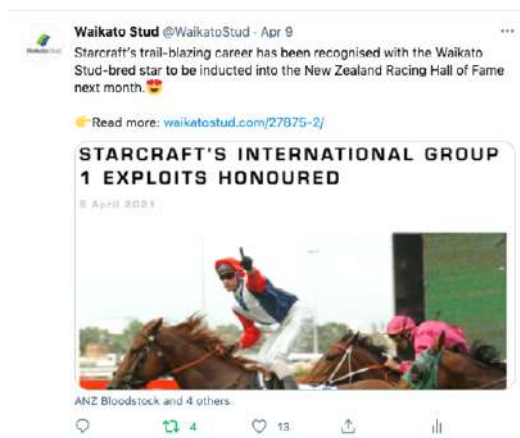 Waikato Stud @WaikatoStud · Apr 9
Starcraft's trail-blazing career has been recognised with the Waikato
Stud-bred star to be inducted into the New Zealand Racing Hall of Fame
next month.😍
👉Read more: waikatostud.com/27875-2/
STARCRAFT'S INTERNATIONAL GROUP
1 EXPLOITS HONOURED
April 2021
ANZ Bloodstock and 4 others
4 13